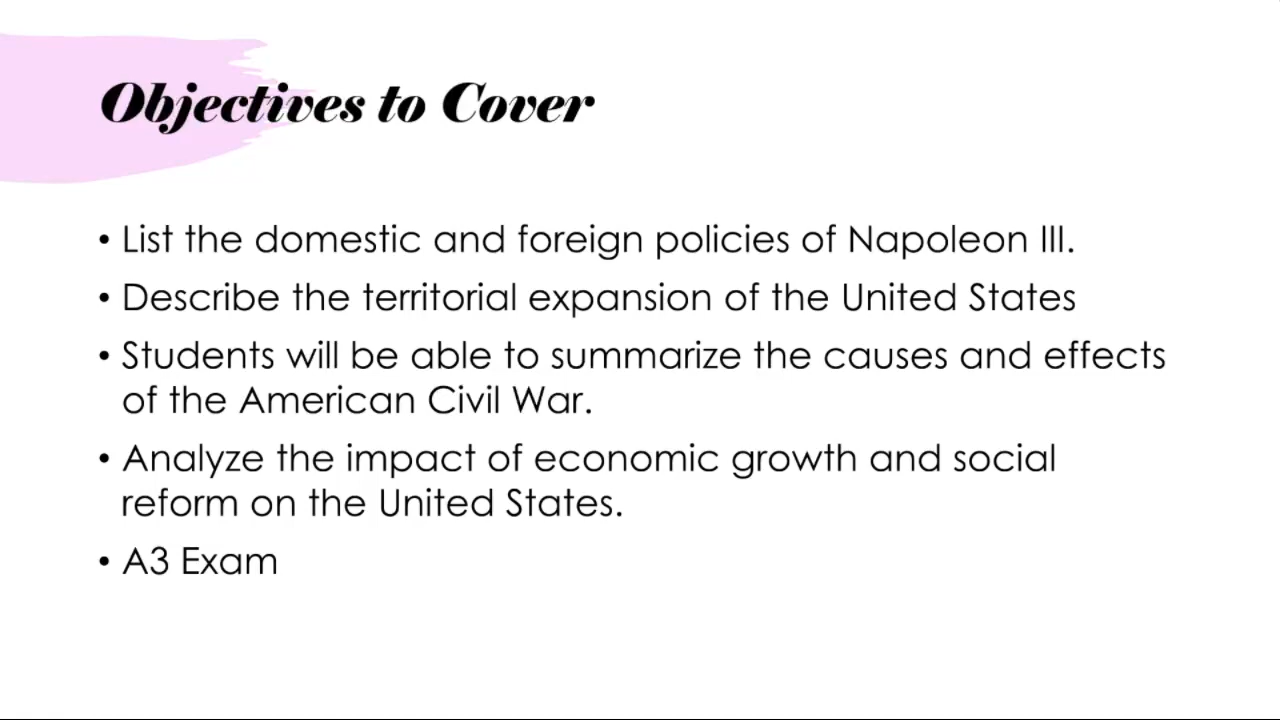 Objectives to Cover
• List the domestic and foreign policies of Napoleon III.
• Describe the territorial expansion of the United States
• Students will be able to summarize the causes and effects
of the American Civil War.
• Analyze the impact of economic growth and social
reform on the United States.
• A3 Exam